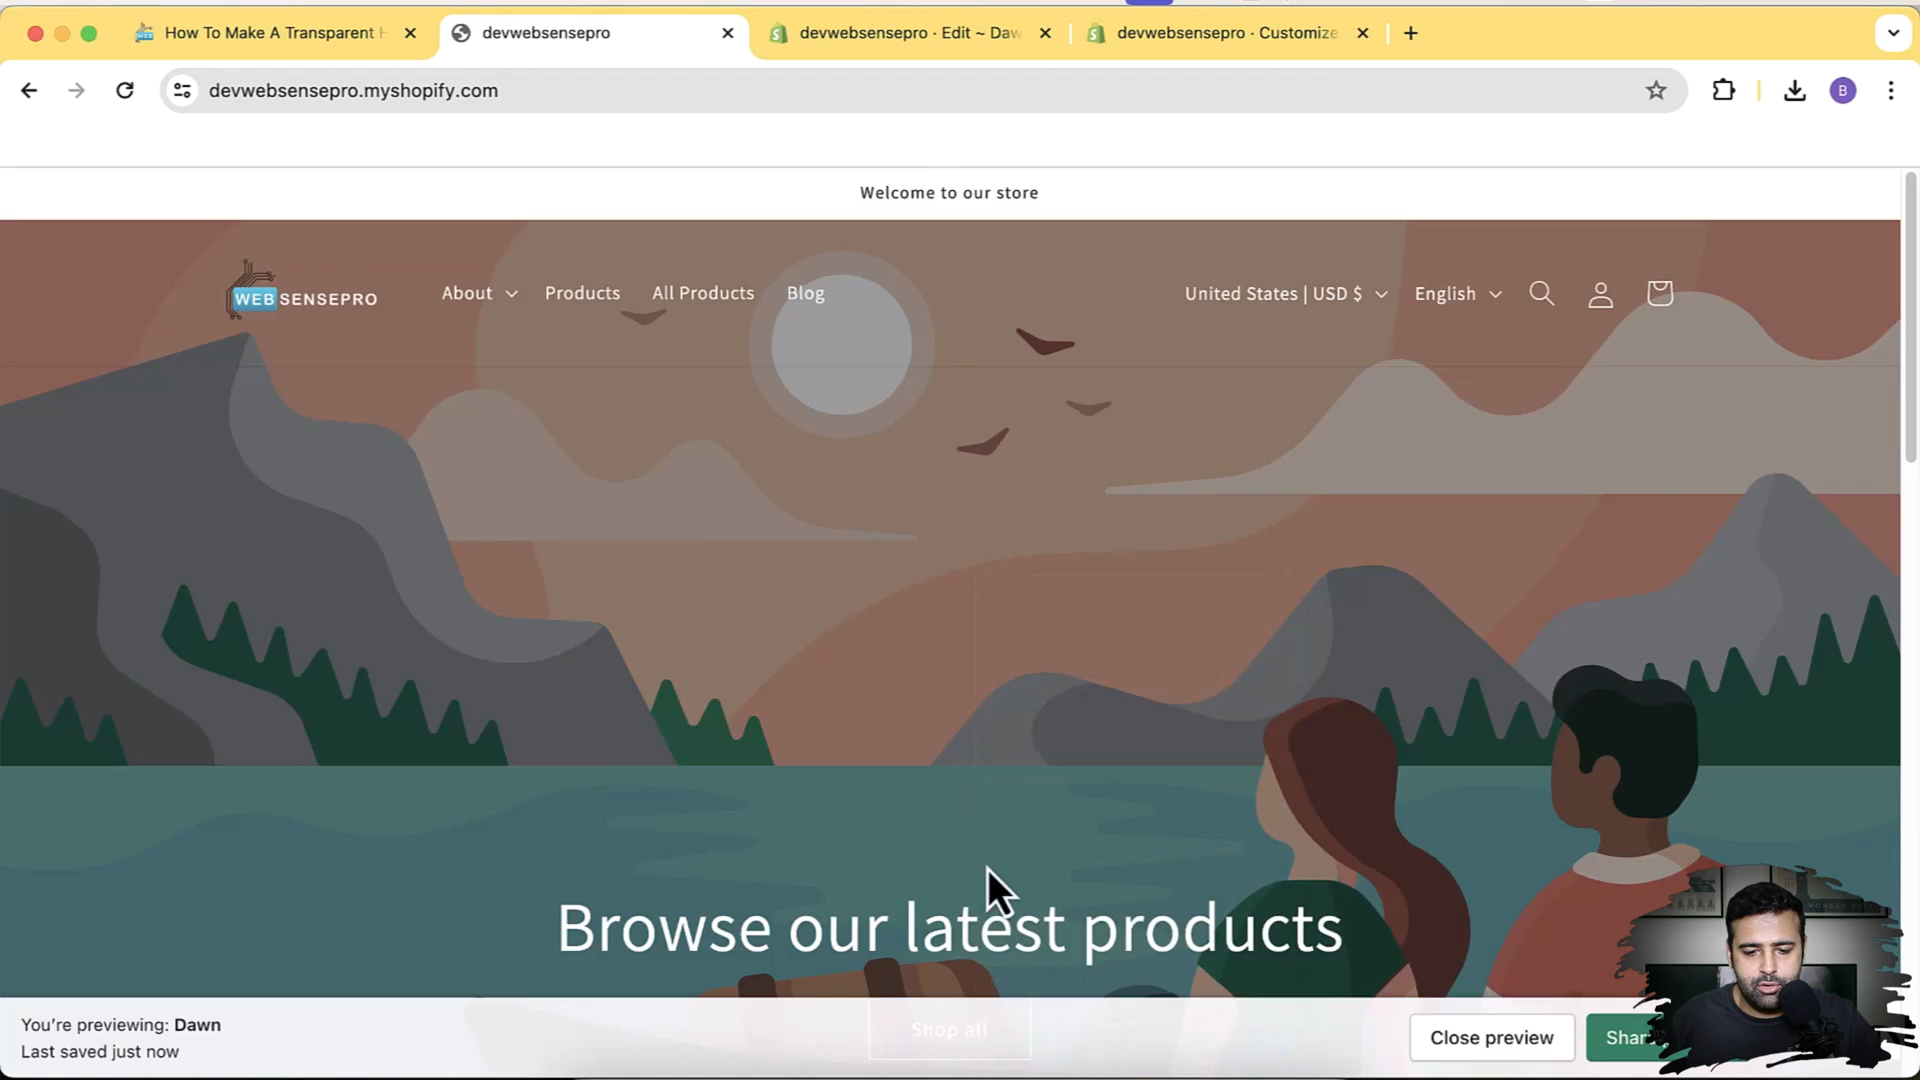 How To Make A Transparent H
devwebsensepro
devwebsensepro · Edit ~ Daw
devwebsensepro · Customize
devwebsensepro.myshopify.com
B
Welcome to our store
WEB SENSEPRO
About
Products
All Products
Blog
United States | USD $
English
Browse our latest products
Shop all
You're previewing: Dawn
Last saved just now
Close preview
Shar